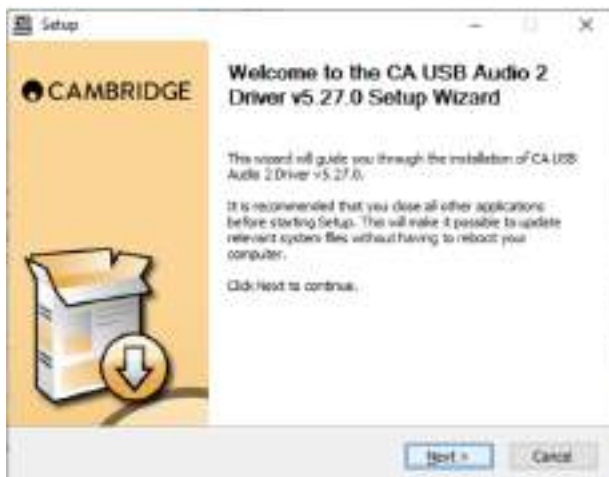 Setup
CAMBRIDGE
Welcome to the CA USB Audio 2
Driver v5.27.0 Setup Wizard
This wizard will guide you through the installation of CA USB
Audio 2 Driver v5.27.0.
It is recommended that you close all other applications
before starting Setup. This will make it possible to update
relevant system files without having to reboot your
computer.
Click Next to continue.
Next >
Cancel